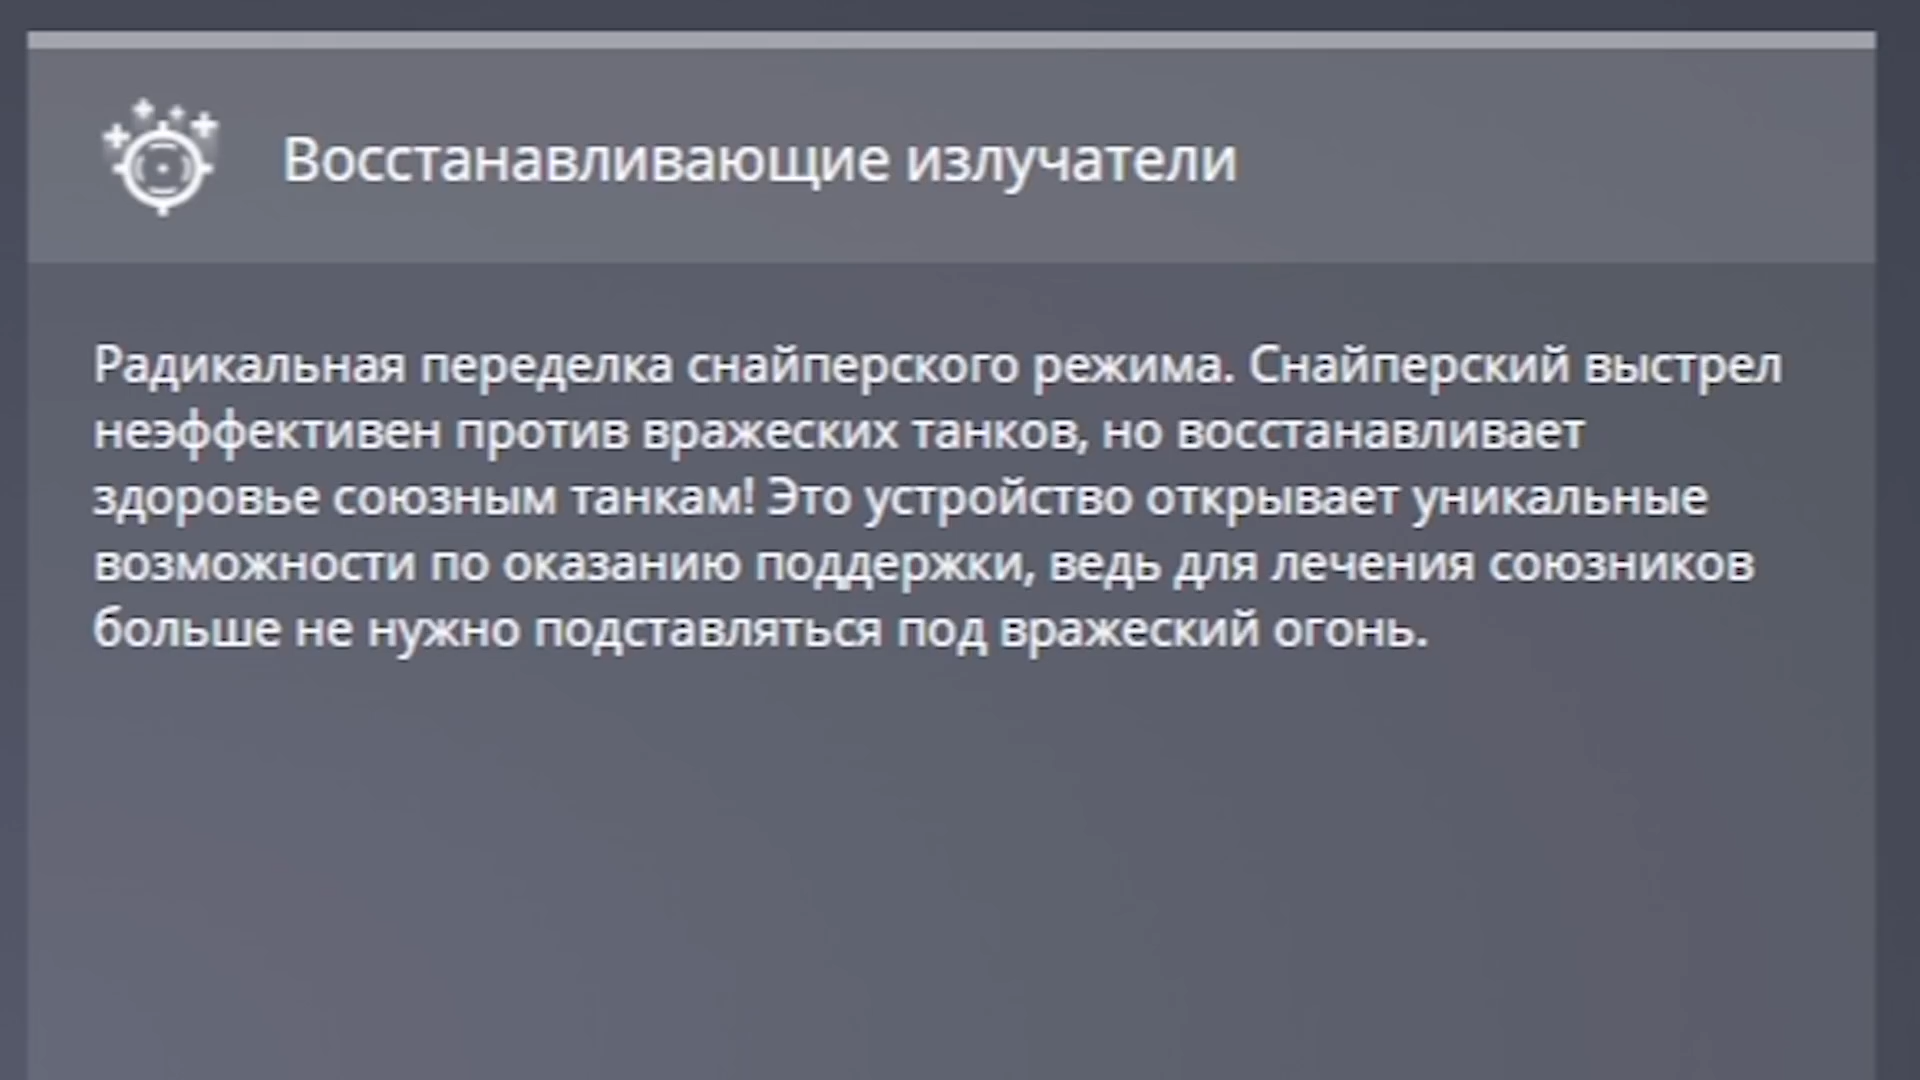 Восстанавливающие излучатели
Радикальная переделка снайперского режима. Снайперский выстрел
неэффективен против вражеских танков, но восстанавливает
здоровье союзным танкам! Это устройство открывает уникальные
возможности по оказанию поддержки, ведь для лечения союзников
больше не нужно подставляться под вражеский огонь.